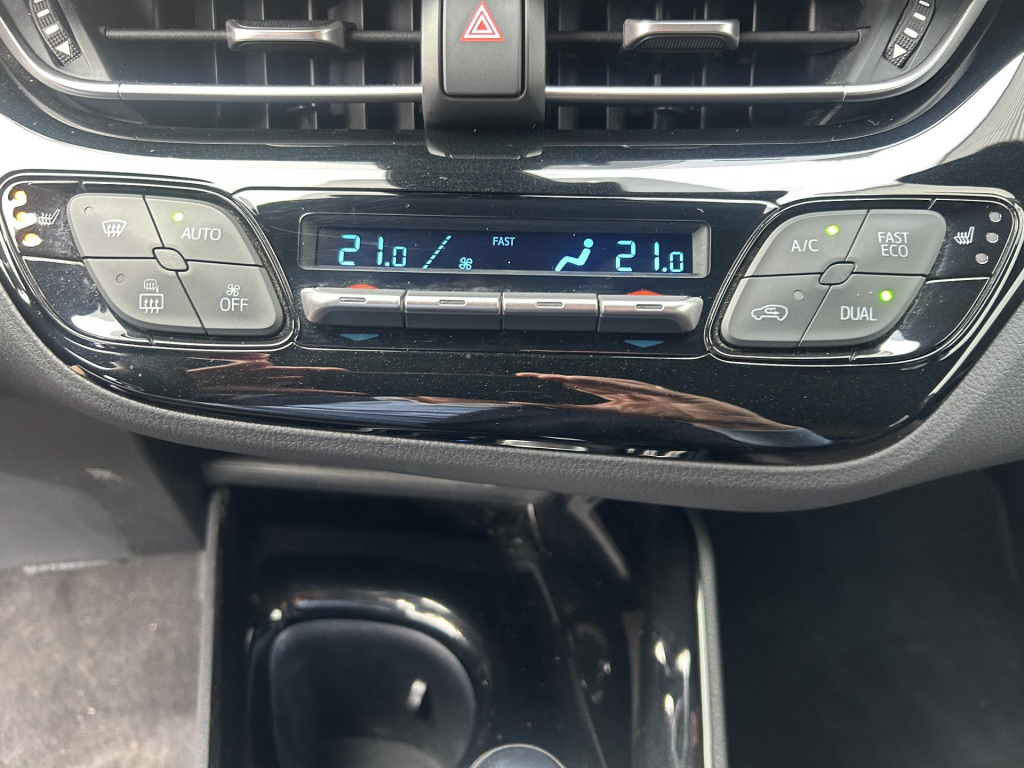 AUTO
OFF
21.0
FAST
21.0
A/C
FAST
ECO
DUAL